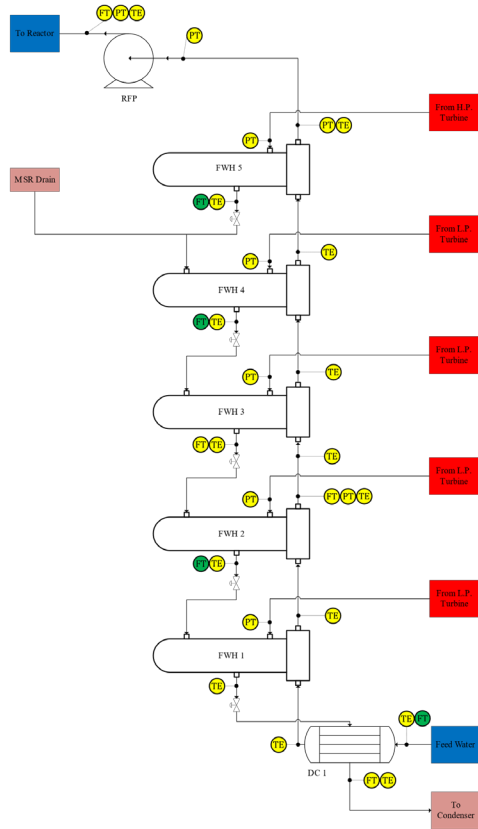 FT PT TE
To Reactor
PT
RFP
From H.P.
Turbine
PT TE
PT
FWH 5
MSR Drain
FT TE
From L.P.
Turbine
TE
PT
FWH 4
FT TE
From L.P.
Turbine
TE
PT
FWH 3
FT TE
TE
From L.P.
Turbine
PT
FT PT TE
FWH 2
FT TE
From L.P.
Turbine
TE
PT
FWH 1
TE
TE FT
TE
Feed Water
DC 1
FT TE
To
Condenser